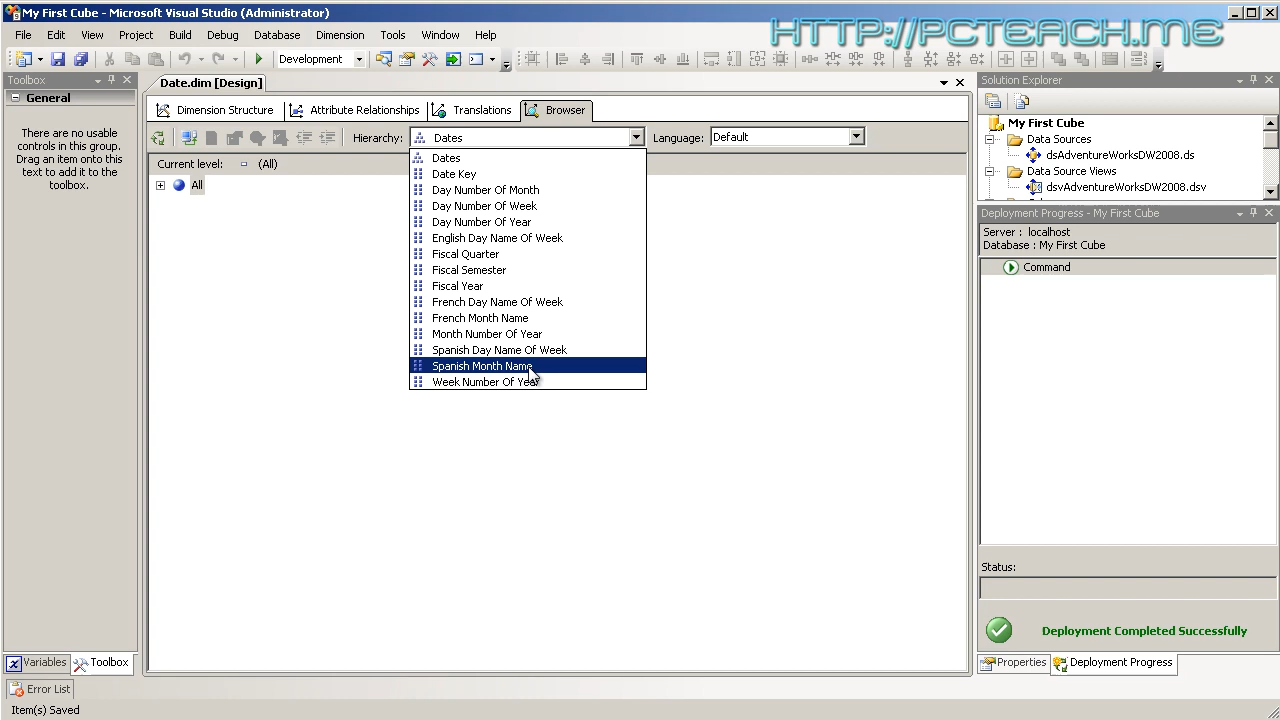 My First Cube - Microsoft Visual Studio (Administrator)
HTTP://PCTEACH.ME
File Edit View Project Debug Dimension Tools Window Help
Development
Toolbox
General
There are no usable
controls in this group.
Drag an item onto this
text to add it to the
toolbox.
Variables Toolbox
Error List
Item(s) Saved
Date.dim [Design]
Dimension Structure Attribute Relationships Translations Browser
Hierarchy: Dates Language: Default
Current level: (All)
All
Dates
Date Key
Day Number Of Month
Day Number Of Week
Day Number Of Year
English Day Name Of Week
Fiscal Quarter
Fiscal Semester
Fiscal Year
French Day Name Of Week
French Month Name
Month Number Of Year
Spanish Day Name Of Week
Spanish Month Name
Week Number Of Year
Solution Explorer
My First Cube
Data Sources
dsAdventureWorksDW2008.ds
Data Source Views
dsvAdventureWorksDW2008.dsv
Deployment Progress - My First Cube
Server : localhost
Database : My First Cube
Command
Status:
Deployment Completed Successfully
Properties Deployment Progress